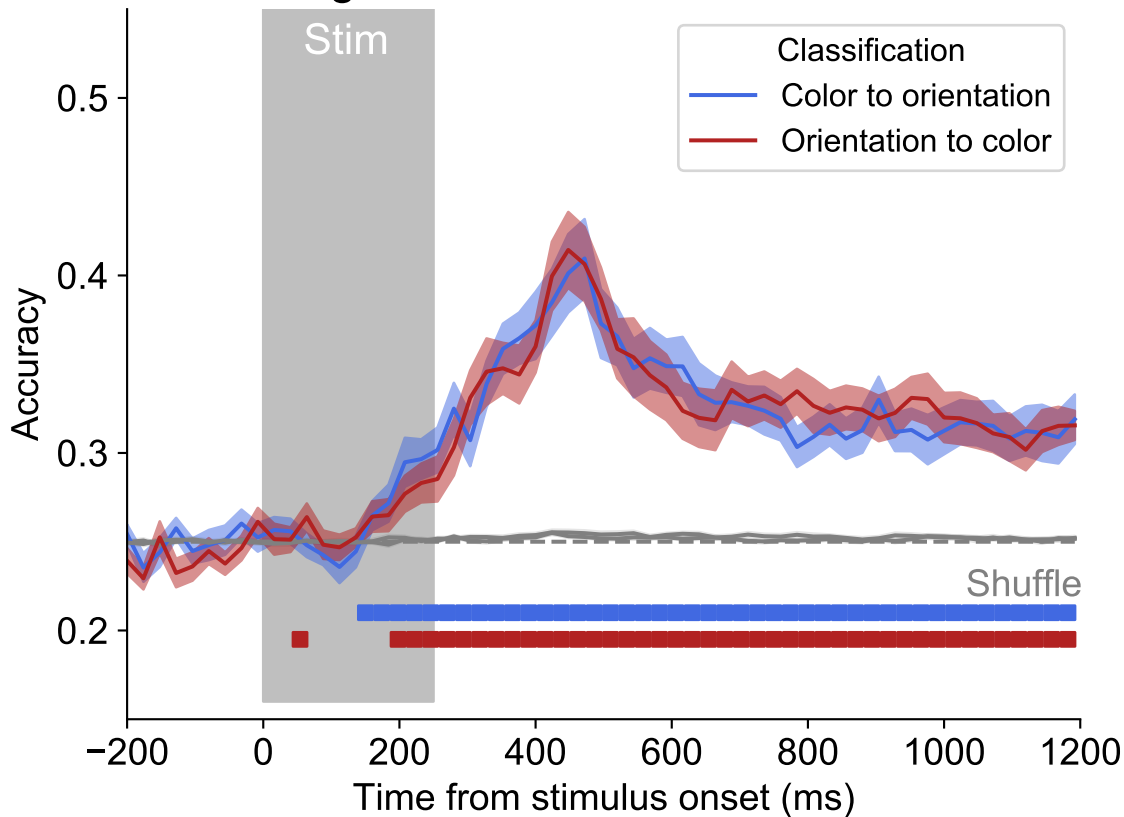 Stim
Classification
Color to orientation
Orientation to color
0.5
0.4
0.3
0.2
Accuracy
Shuffle
−200 0 200 400 600 800 1000 1200
Time from stimulus onset (ms)